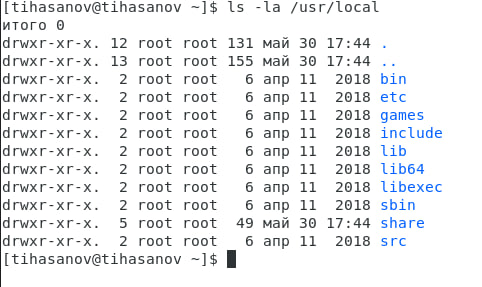 [tihasanov@tihasanov ~]$ ls -la /usr/local
итого 0
drwxr-xr-x. 12 root root 131 май 30 17:44 .
drwxr-xr-x. 13 root root 155 май 30 17:44 ..
drwxr-xr-x.  2 root root   6 апр 11  2018 bin
drwxr-xr-x.  2 root root   6 апр 11  2018 etc
drwxr-xr-x.  2 root root   6 апр 11  2018 games
drwxr-xr-x.  2 root root   6 апр 11  2018 include
drwxr-xr-x.  2 root root   6 апр 11  2018 lib
drwxr-xr-x.  2 root root   6 апр 11  2018 lib64
drwxr-xr-x.  2 root root   6 апр 11  2018 libexec
drwxr-xr-x.  2 root root   6 апр 11  2018 sbin
drwxr-xr-x.  5 root root  49 май 30 17:44 share
drwxr-xr-x.  2 root root   6 апр 11  2018 src
[tihasanov@tihasanov ~]$